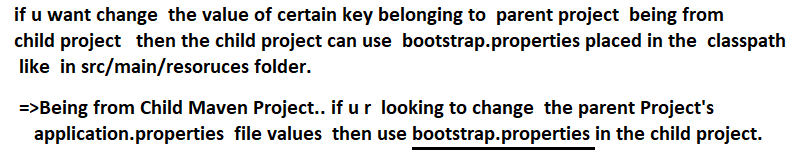 if u want change the value of certain key belonging to parent project being from
child project then the child project can use bootstrap.properties placed in the classpath
like in src/main/resoruces folder.
=>Being from Child Maven Project.. if u r looking to change the parent Project's
application.properties file values then use bootstrap.properties in the child project.